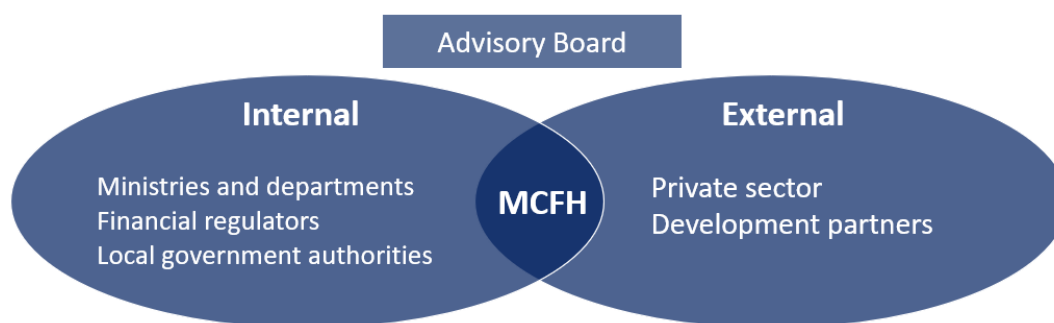 Advisory Board
Internal
Ministries and departments
Financial regulators
Local government authorities
MCFH
External
Private sector
Development partners